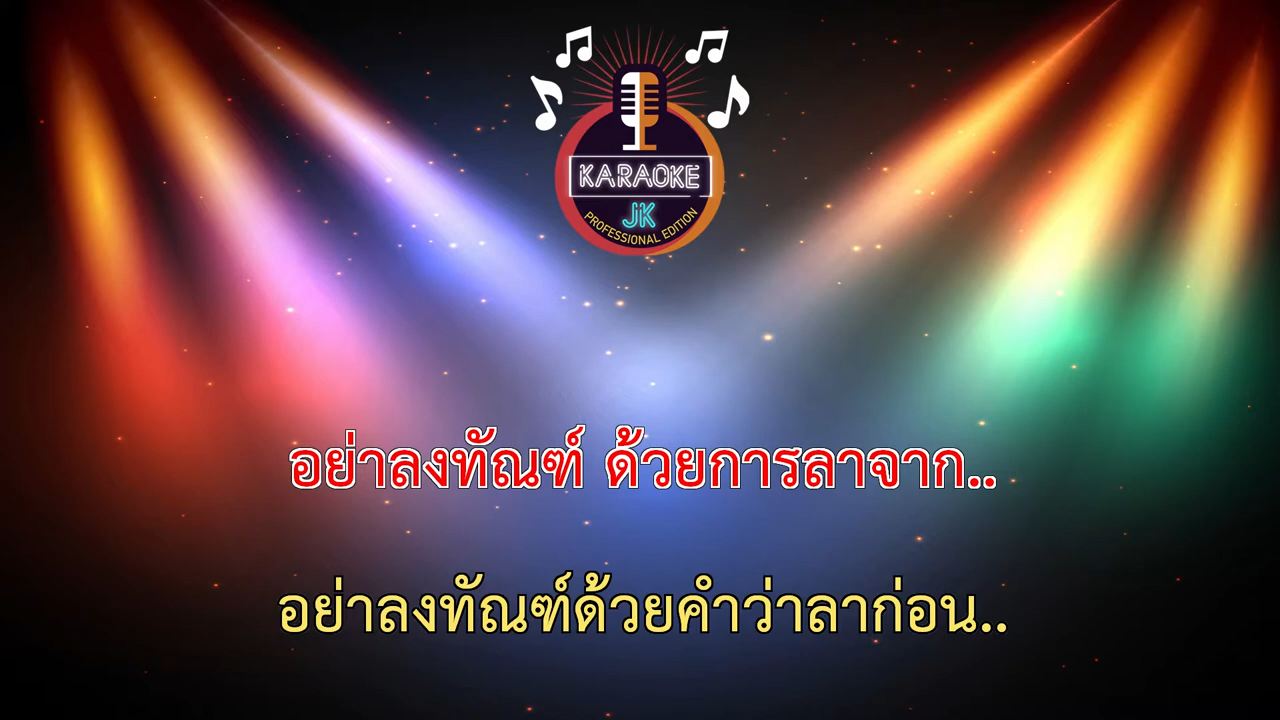 KARAOKE
JK
PROFESSIONAL EDITION
อย่าลงทัณฑ์ ด้วยการลาจาก..
อย่าลงทัณฑ์ด้วยคำว่าลาก่อน..